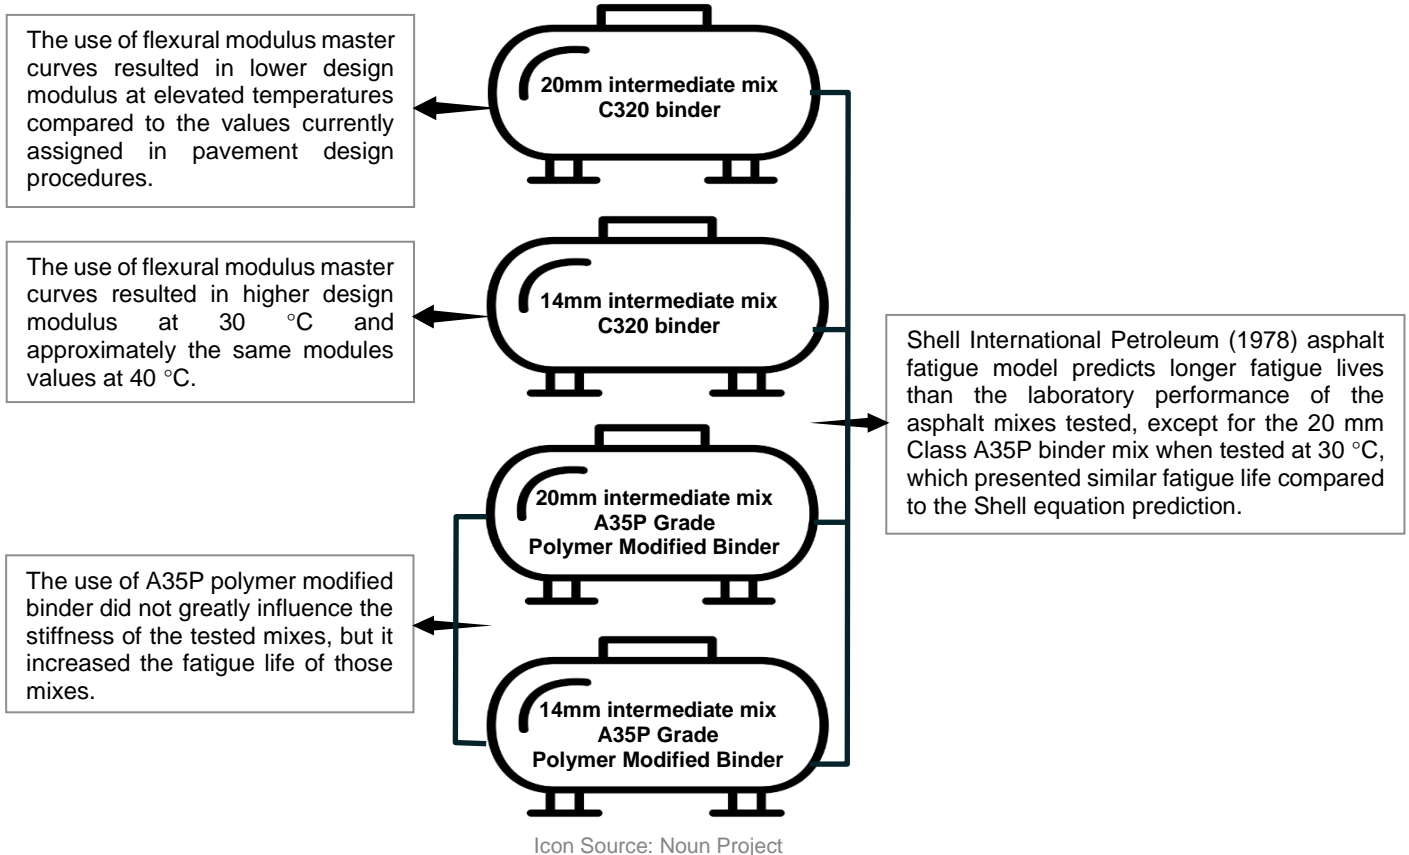 The use of flexural modulus master
curves resulted in lower design
modulus at elevated temperatures
compared to the values currently
assigned in pavement design
procedures.
20mm intermediate mix
C320 binder
The use of flexural modulus master
curves resulted in higher design
modulus at 30 °C and
approximately the same modules
values at 40 °C.
14mm intermediate mix
C320 binder
Shell International Petroleum (1978) asphalt
fatigue model predicts longer fatigue lives
than the laboratory performance of the
asphalt mixes tested, except for the 20 mm
Class A35P binder mix when tested at 30 °C,
which presented similar fatigue life compared
to the Shell equation prediction.
20mm intermediate mix
A35P Grade
Polymer Modified Binder
The use of A35P polymer modified
binder did not greatly influence the
stiffness of the tested mixes, but it
increased the fatigue life of those
mixes.
14mm intermediate mix
A35P Grade
Polymer Modified Binder
Icon Source: Noun Project